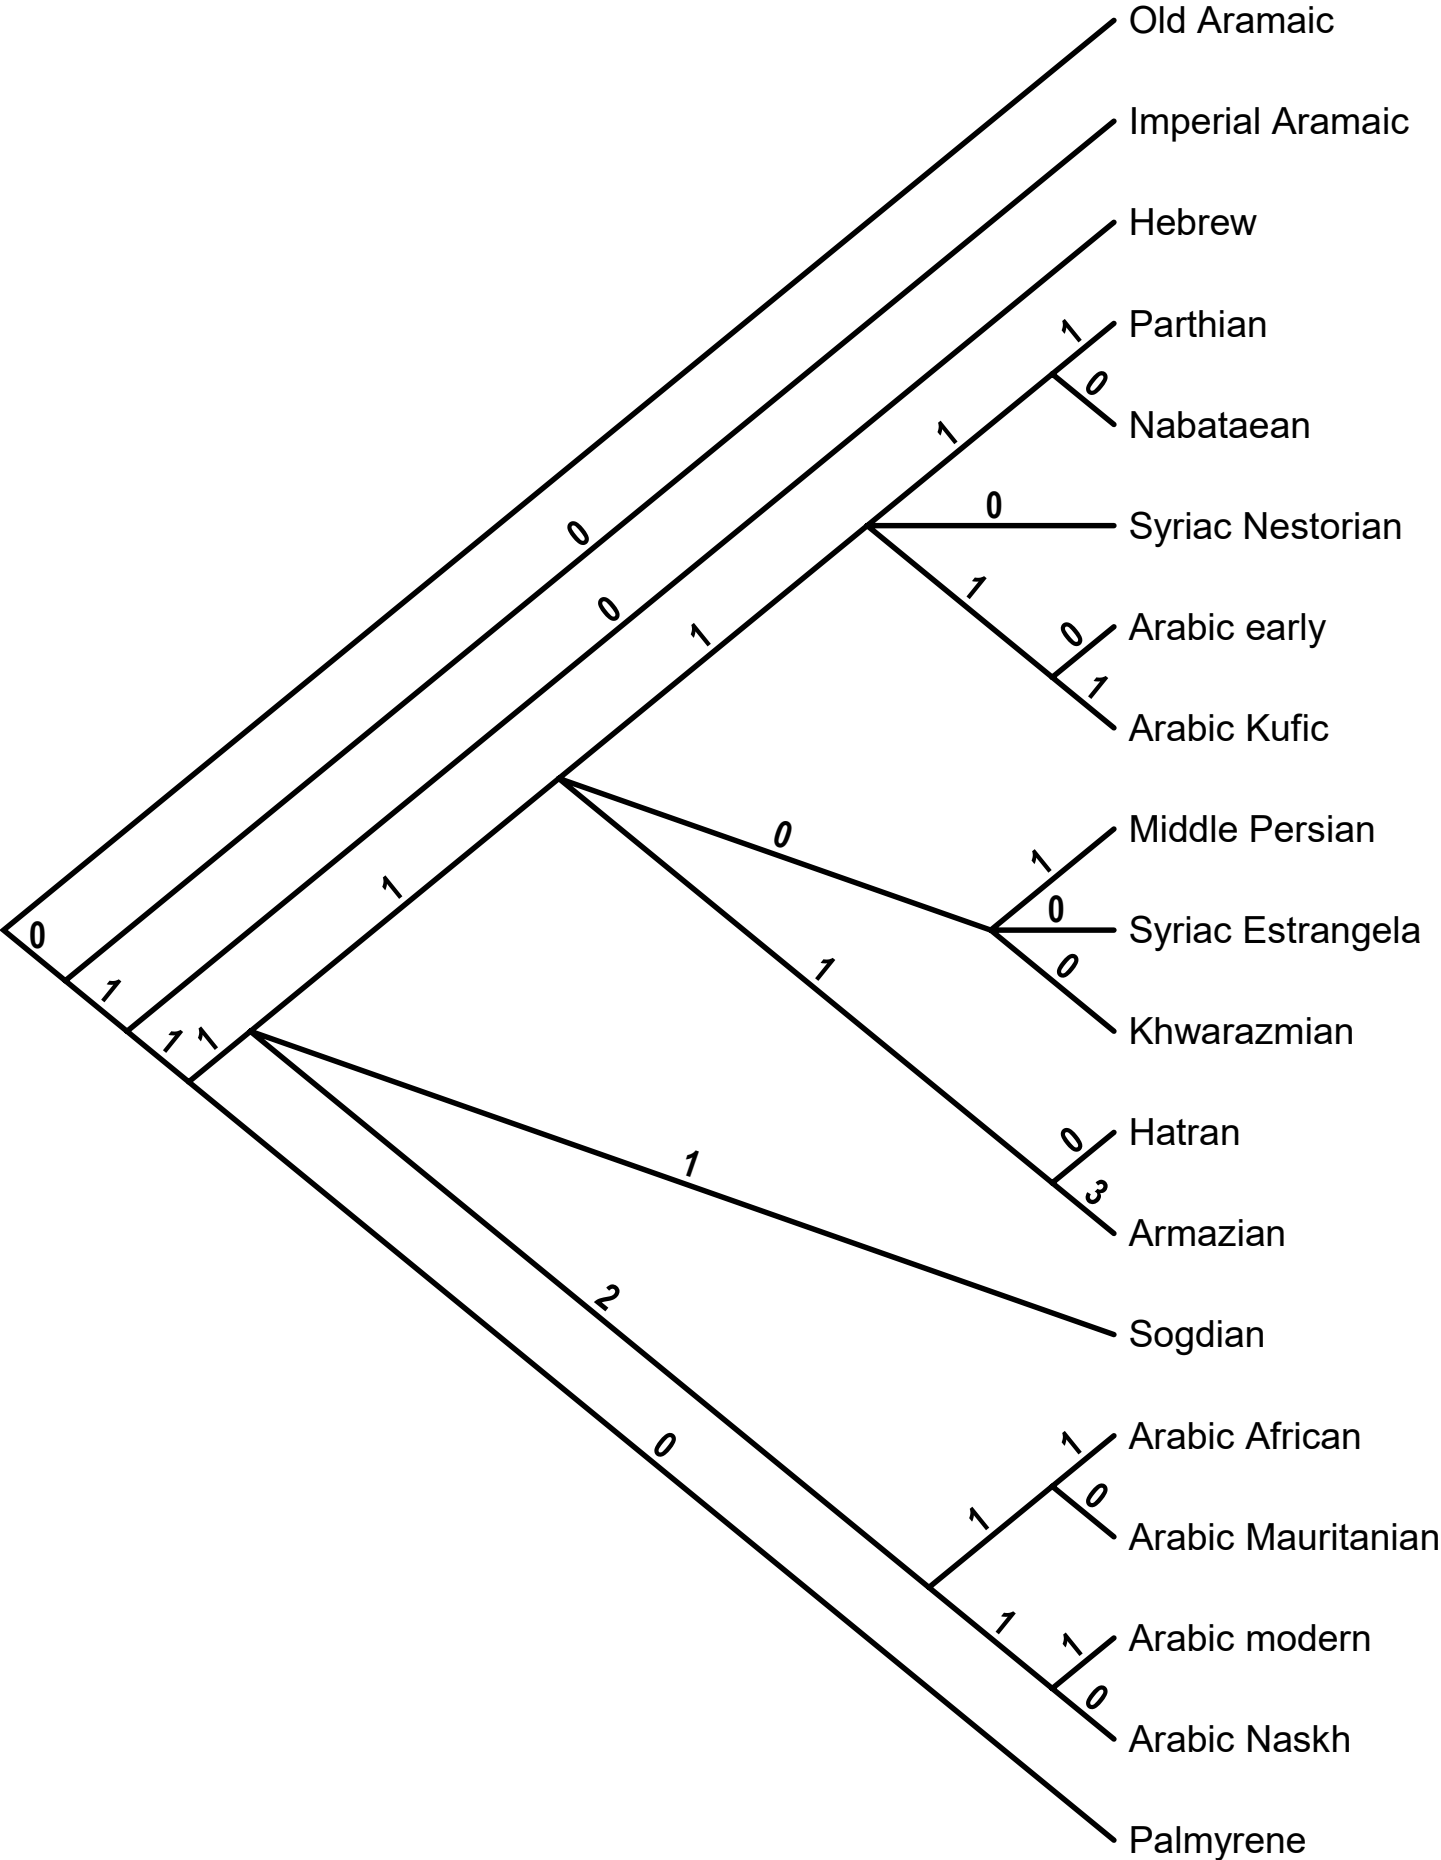 Old Aramaic
Imperial Aramaic
Hebrew
1
Parthian
0
Nabataean
1
0
Syriac Nestorian
0
1
0
0
1
Arabic early
1
Arabic Kufic
0
1
Middle Persian
1
0
0
Syriac Estrangela
0
1
0
1
Khwarazmian
1
1
0
Hatran
1
3
Armazian
2
Sogdian
0
1
Arabic African
0
1
Arabic Mauritanian
1
1
Arabic modern
0
Arabic Naskh
Palmyrene